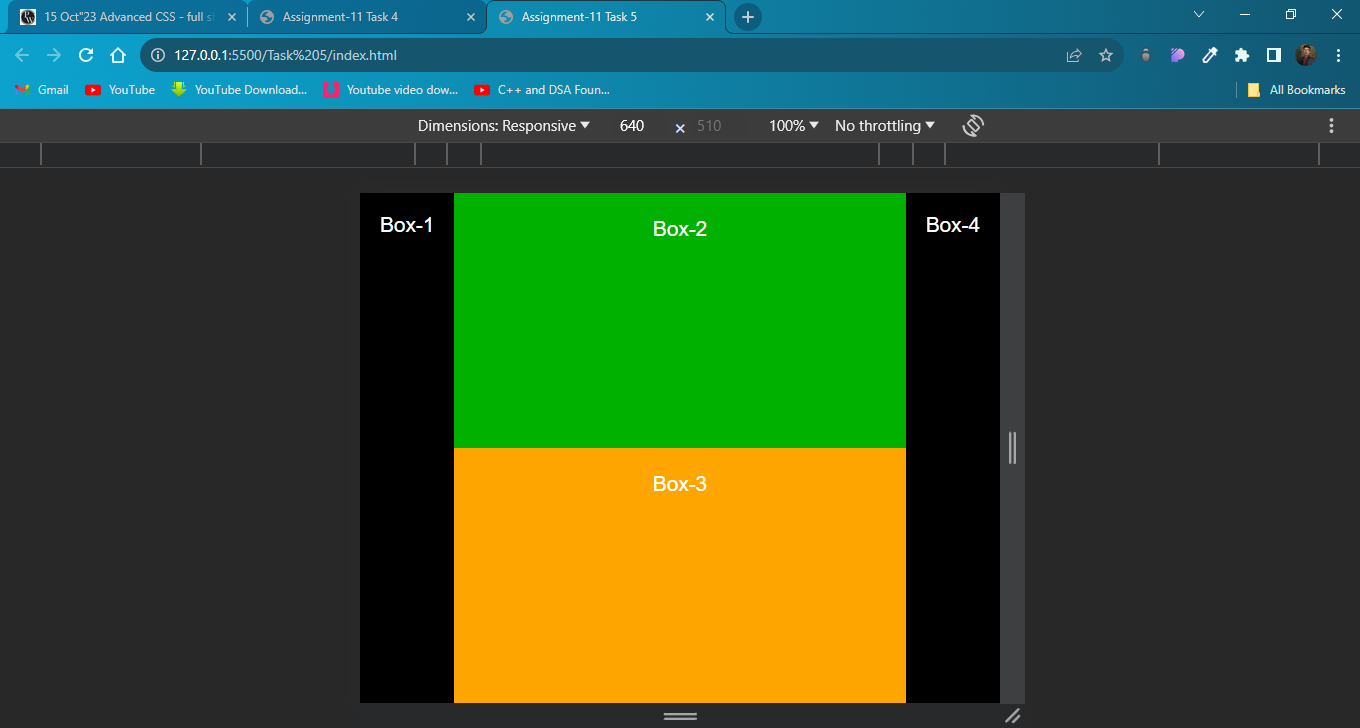 15 Oct"23 Advanced CSS - full st
Assignment-11 Task 4
Assignment-11 Task 5
127.0.0.1:5500/Task%205/index.html
Gmail
YouTube
YouTube Download...
Youtube video dow...
C++ and DSA Foun...
All Bookmarks
Dimensions: Responsive
640
×
510
100%
No throttling
Box-1
Box-2
Box-4
Box-3